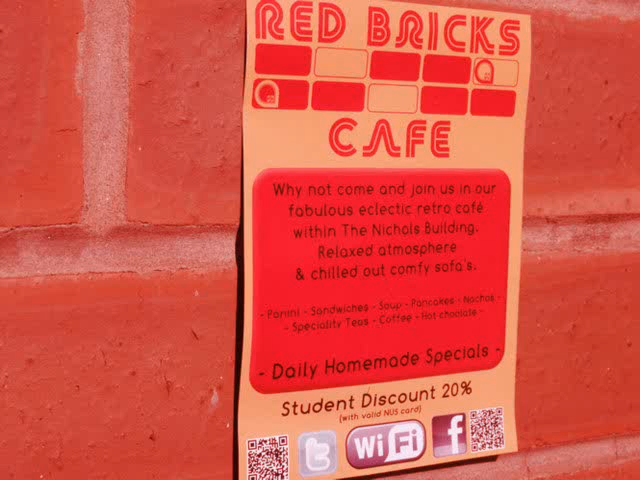 RED BRICKS
CAFE
Why not come and join us in our
fabulous eclectic retro café
within The Nichols Building.
Relaxed atmosphere
& chilled out comfy sofa's.
- Panini - Sandwiches - Soup - Pancakes - Nachos -
- Speciality Teas - Coffee - Hot-choclate -
- Daily Homemade Specials -
Student Discount 20%
(with valid NUS card)
t WiFi f